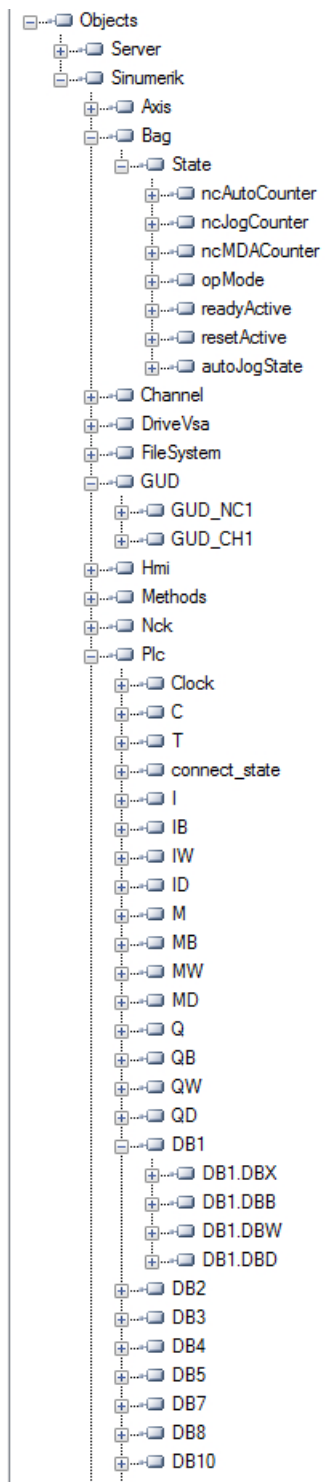 Objects
Server
Sinumerik
Axis
Bag
State
ncAutoCounter
ncJogCounter
ncMDACounter
opMode
readyActive
resetActive
autoJogState
Channel
DriveVsa
FileSystem
GUD
GUD_NC1
GUD_CH1
Hmi
Methods
Nck
Plc
Clock
C
T
connect_state
I
IB
IW
ID
M
MB
MW
MD
Q
QB
QW
QD
DB1
DB1.DBX
DB1.DBB
DB1.DBW
DB1.DBD
DB2
DB3
DB4
DB5
DB7
DB8
DB10